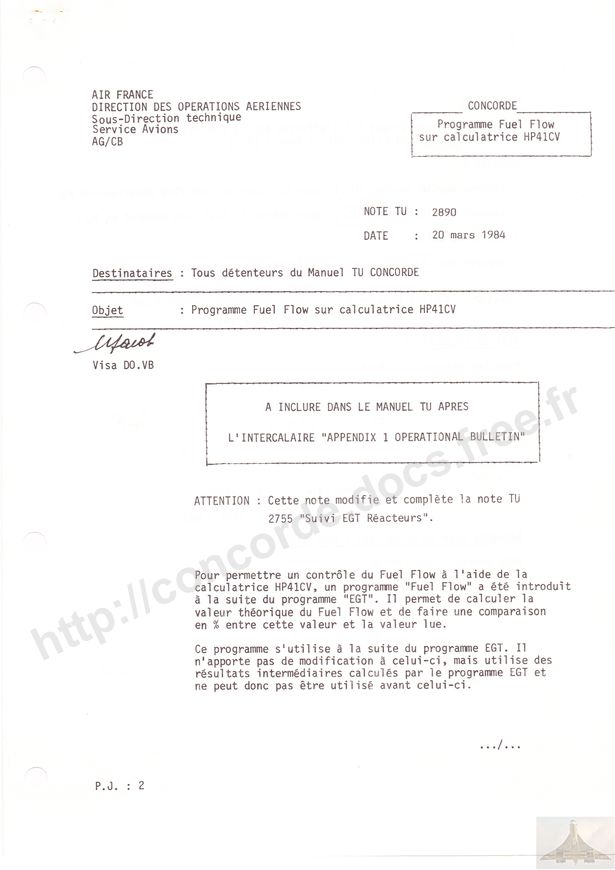 AIR FRANCE
DIRECTION DES OPERATIONS AERIENNES
Sous-Direction technique
Service Avions
AG/CB
CONCORDE
Programme Fuel Flow
sur calculatrice HP41CV
NOTE TU : 2890
DATE : 20 mars 1984
Destinataires : Tous détenteurs du Manuel TU CONCORDE
Objet : Programme Fuel Flow sur calculatrice HP41CV
Visa DO.VB
A INCLURE DANS LE MANUEL TU APRES
L'INTERCALAIRE "APPENDIX 1 OPERATIONAL BULLETIN"
ATTENTION : Cette note modifie et complète la note TU
2755 "Suivi EGT Réacteurs".
Pour permettre un contrôle du Fuel Flow à l'aide de la
calculatrice HP41CV, un programme "Fuel Flow" a été introduit
à la suite du programme "EGT". Il permet de calculer la
valeur théorique du Fuel Flow et de faire une comparaison
en % entre cette valeur et la valeur lue.
Ce programme s'utilise à la suite du programme EGT. Il
n'apporte pas de modification à celui-ci, mais utilise des
résultats intermédiaires calculés par le programme EGT et
ne peut donc pas être utilisé avant celui-ci.
.../...
P.J. : 2
http://concorde.docs.free.fr